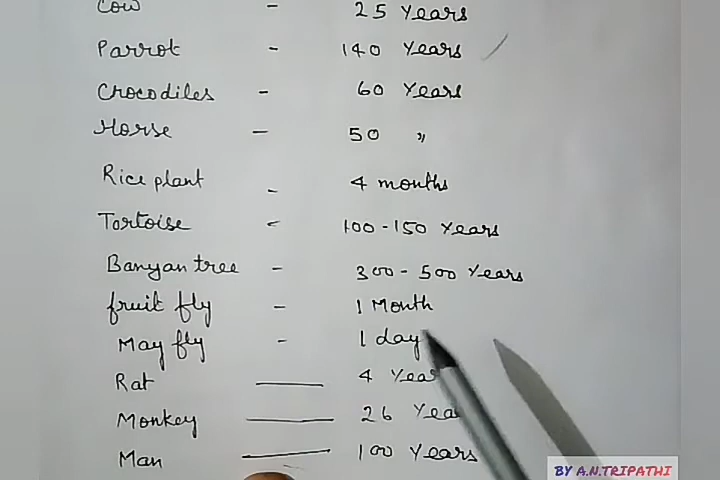 Cow - 25 Years
Parrot - 140 Years
Crocodiles - 60 Years
Horse - 50 "
Rice plant - 4 months
Tortoise - 100-150 Years
Banyan tree - 300-500 Years
fruit fly - 1 Month
May fly - 1 day
Rat — 4 Year
Monkey — 26 Yea
Man — 100 Years
BY A.N.TRIPATHI